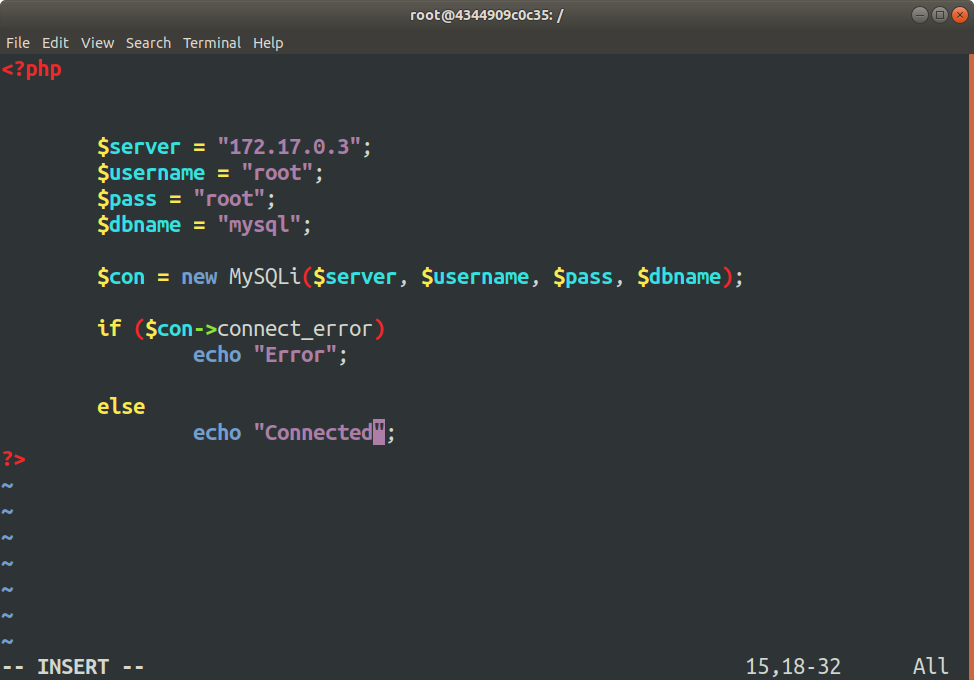 root@4344909c0c35: /
File Edit View Search Terminal Help
<?php
$server = "172.17.0.3";
$username = "root";
$pass = "root";
$dbname = "mysql";
$con = new MySQLi($server, $username, $pass, $dbname);
if ($con->connect_error)
echo "Error";
else
echo "Connected";
?>
~
~
~
~
~
~
~
-- INSERT -- 15,18-32 All